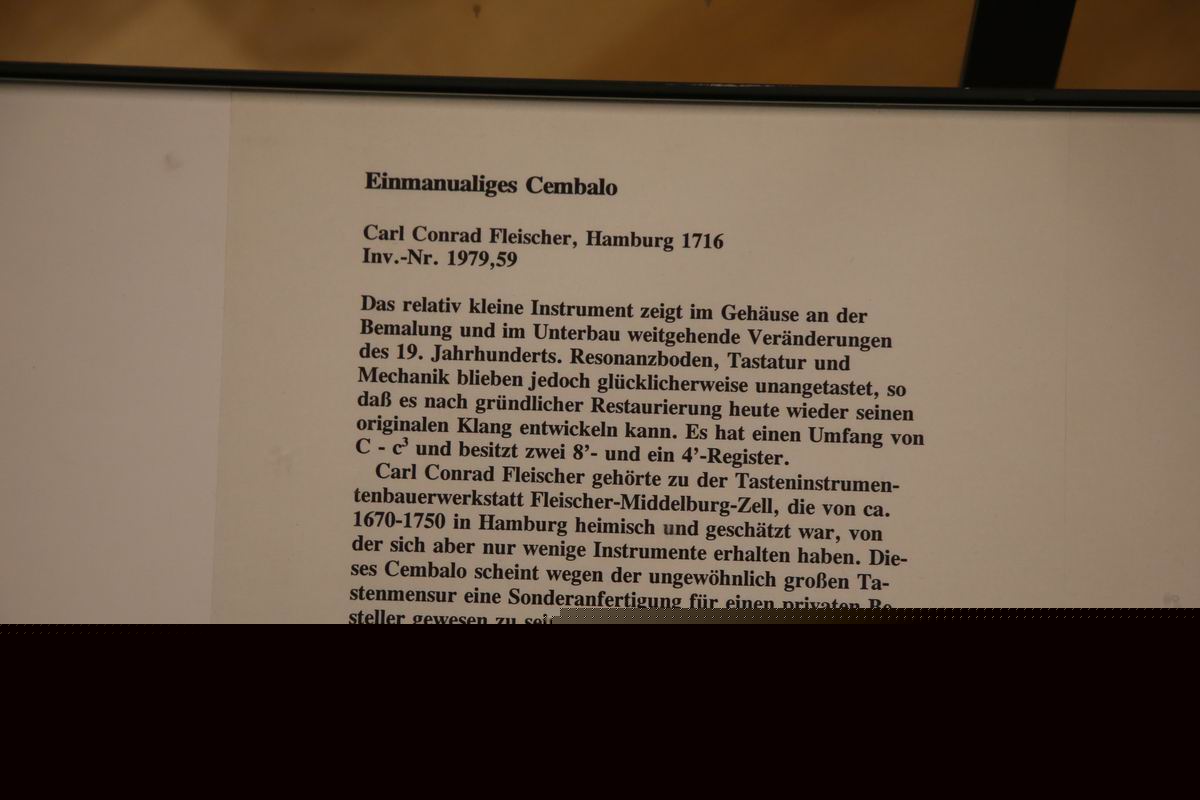 Einmanualiges Cembalo
Carl Conrad Fleischer, Hamburg 1716
Inv.-Nr. 1979,59
Das relativ kleine Instrument zeigt im Gehäuse an der
Bemalung und im Unterbau weitgehende Veränderungen
des 19. Jahrhunderts. Resonanzboden, Tastatur und
Mechanik blieben jedoch glücklicherweise unangetastet, so
daß es nach gründlicher Restaurierung heute wieder seinen
originalen Klang entwickeln kann. Es hat einen Umfang von
C - c³ und besitzt zwei 8’- und ein 4’-Register.
Carl Conrad Fleischer gehörte zu der Tasteninstrumen-
tenbauerwerkstatt Fleischer-Middelburg-Zell, die von ca.
1670-1750 in Hamburg heimisch und geschätzt war, von
der sich aber nur wenige Instrumente erhalten haben. Die-
ses Cembalo scheint wegen der ungewöhnlich großen Ta-
stenmensur eine Sonderanfertigung für einen privaten Be-
steller gewesen zu